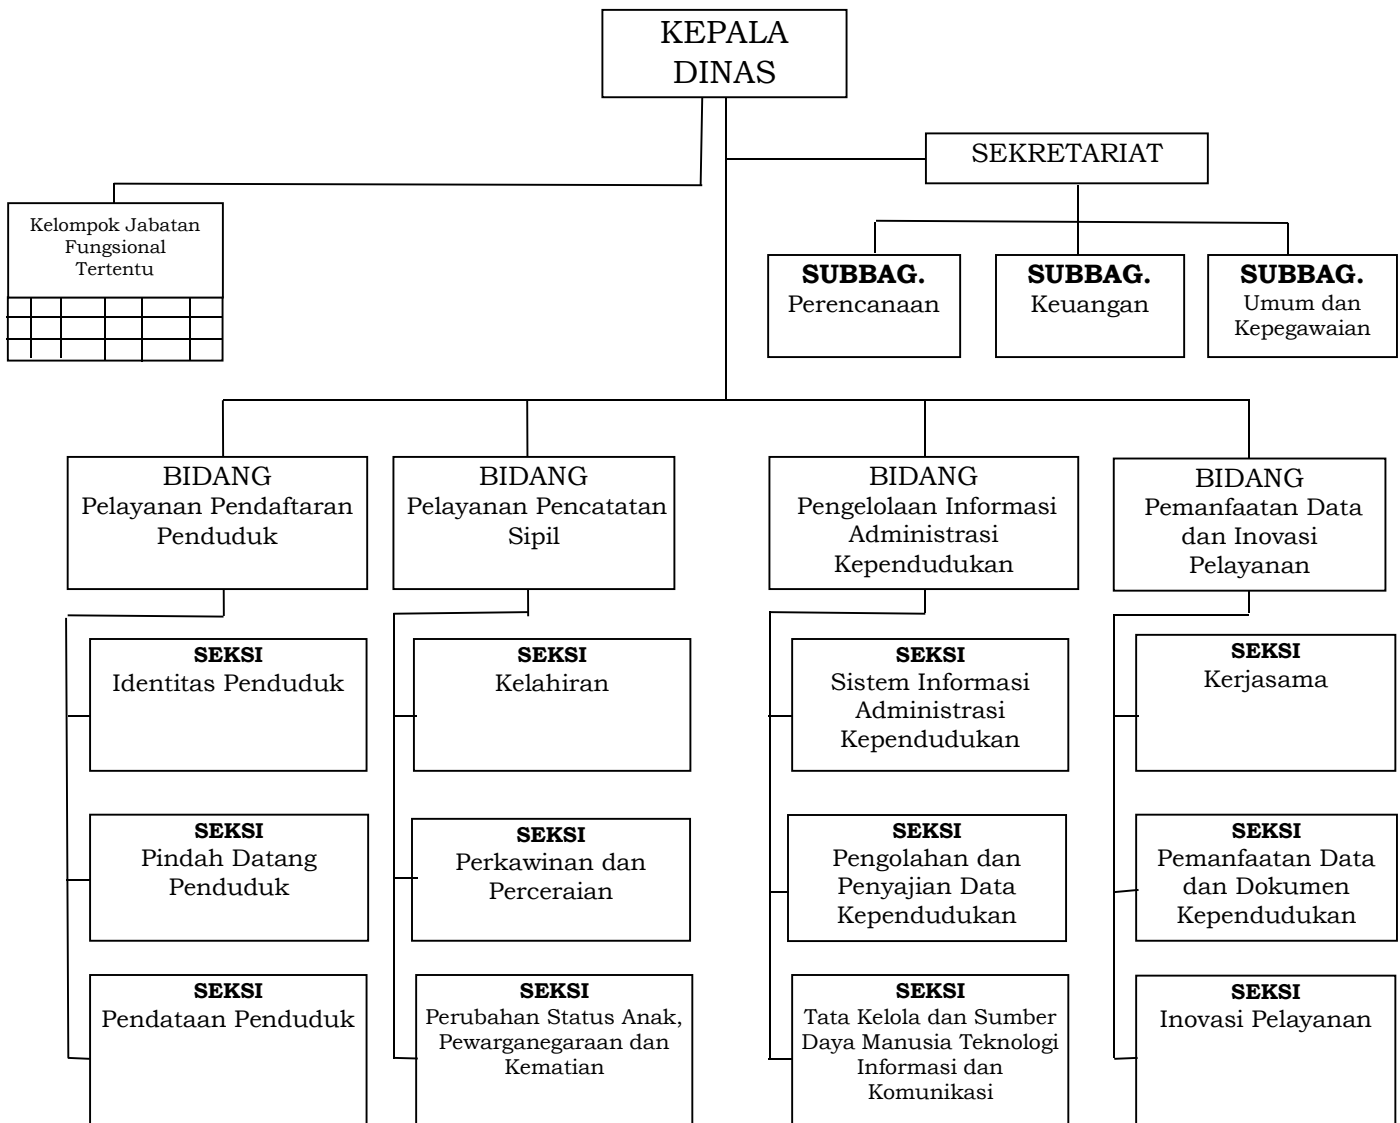 KEPALA
DINAS
SEKRETARIAT
Kelompok Jabatan
Fungsional
Tertentu
SUBBAG.
Perencanaan
SUBBAG.
Keuangan
SUBBAG.
Umum dan
Kepegawaian
BIDANG
Pelayanan Pendaftaran
Penduduk
BIDANG
Pelayanan Pencatatan
Sipil
BIDANG
Pengelolaan Informasi
Administrasi
Kependudukan
BIDANG
Pemanfaatan Data
dan Inovasi
Pelayanan
SEKSI
Identitas Penduduk
SEKSI
Kelahiran
SEKSI
Sistem Informasi
Administrasi
Kependudukan
SEKSI
Kerjasama
SEKSI
Pindah Datang
Penduduk
SEKSI
Perkawinan dan
Perceraian
SEKSI
Pengolahan dan
Penyajian Data
Kependudukan
SEKSI
Pemanfaatan Data
dan Dokumen
Kependudukan
SEKSI
Pendataan Penduduk
SEKSI
Perubahan Status Anak,
Pewarganegaraan dan
Kematian
SEKSI
Tata Kelola dan Sumber
Daya Manusia Teknologi
Informasi dan
Komunikasi
SEKSI
Inovasi Pelayanan